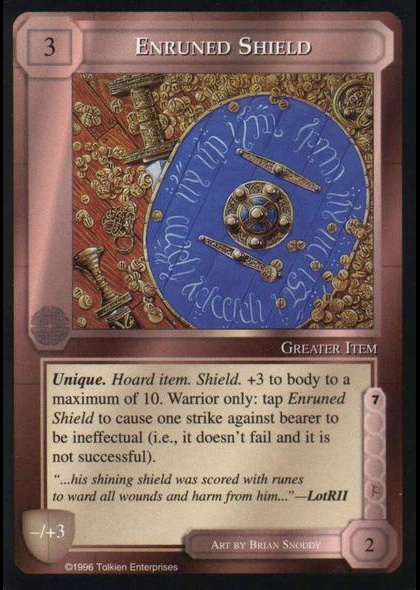 3
ENRUNED SHIELD
GREATER ITEM
Unique. Hoard item. Shield. +3 to body to a
maximum of 10. Warrior only: tap Enruned
Shield to cause one strike against bearer to
be ineffectual (i.e., it doesn't fail and it is
not successful).
"...his shining shield was scored with runes
to ward all wounds and harm from him..."—LotRII
7
F
–/+3
ART BY BRIAN SNODDY
2
©1996 Tolkien Enterprises